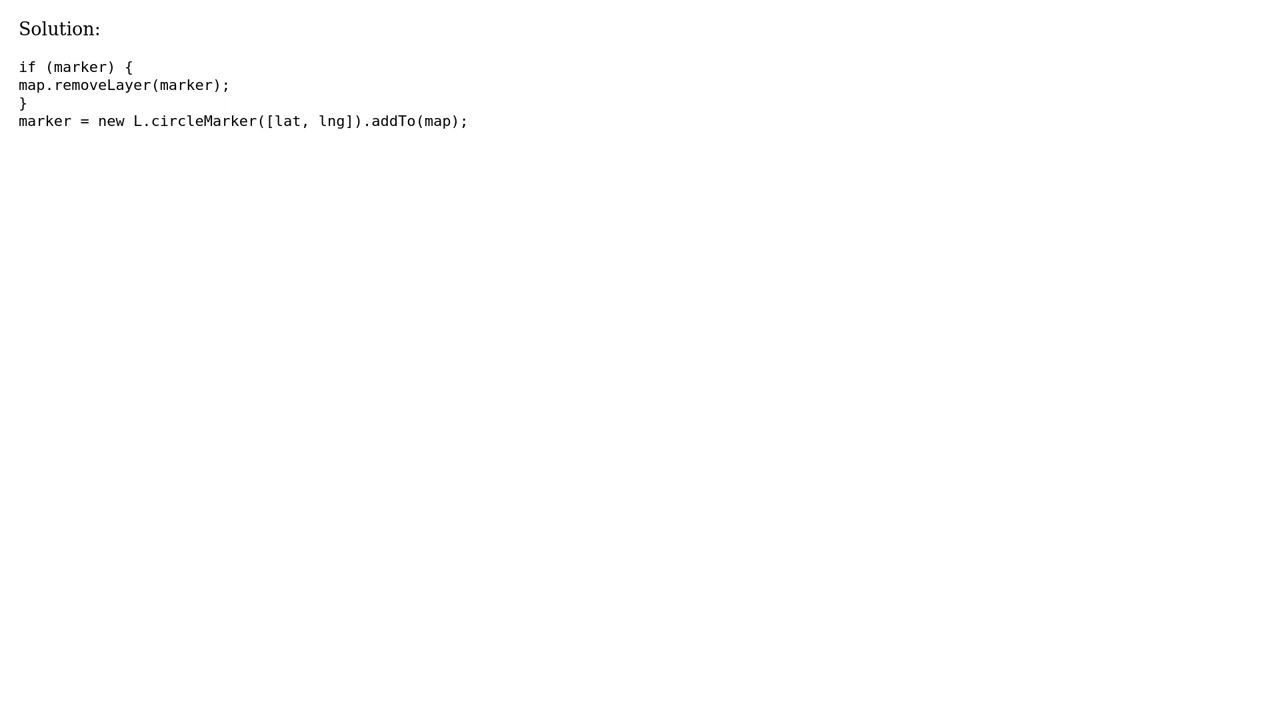 Solution:
if (marker) {
map.removeLayer(marker);
}
marker = new L.circleMarker([lat, lng]).addTo(map);